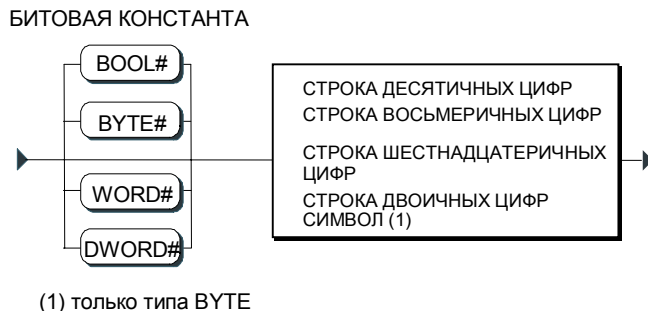 БИТОВАЯ КОНСТАНТА
BOOL#
BYTE#
WORD#
DWORD#
СТРОКА ДЕСЯТИЧНЫХ ЦИФР
СТРОКА ВОСЬМЕРИЧНЫХ ЦИФР
СТРОКА ШЕСТНАДЦАТЕРИЧНЫХ
ЦИФР
СТРОКА ДВОИЧНЫХ ЦИФР
СИМВОЛ (1)
(1) только типа BYTE